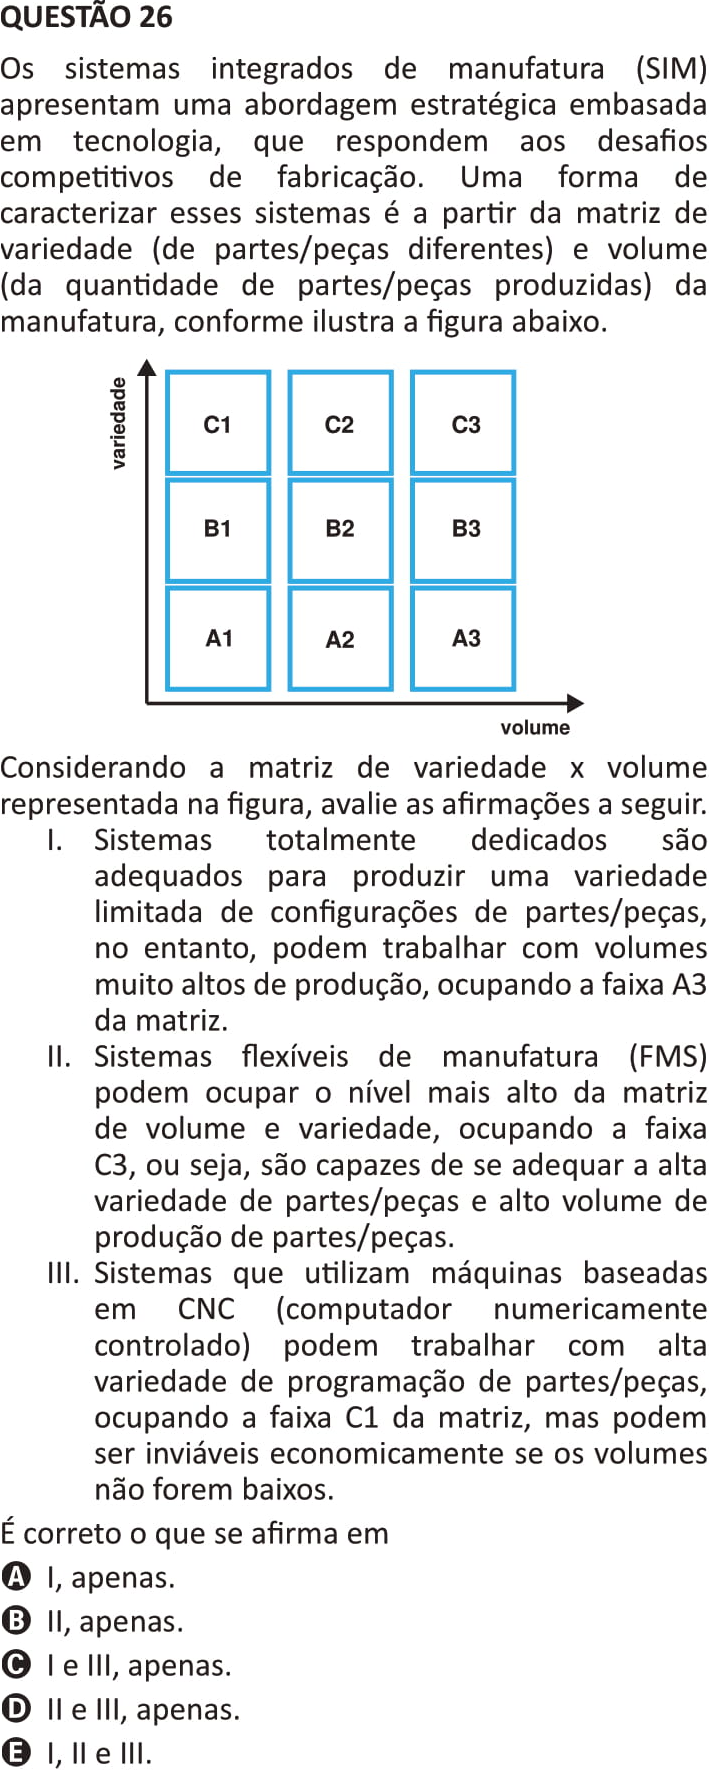 QUESTÃO 26
Os sistemas integrados de manufatura (SIM)
apresentam uma abordagem estratégica embasada
em tecnologia, que respondem aos desafios
competitivos de fabricação. Uma forma de
caracterizar esses sistemas é a partir da matriz de
variedade (de partes/peças diferentes) e volume
(da quantidade de partes/peças produzidas) da
manufatura, conforme ilustra a figura abaixo.
variedade
C1 C2 C3
B1 B2 B3
A1 A2 A3
volume
Considerando a matriz de variedade x volume
representada na figura, avalie as afirmações a seguir.
I. Sistemas totalmente dedicados são
adequados para produzir uma variedade
limitada de configurações de partes/peças,
no entanto, podem trabalhar com volumes
muito altos de produção, ocupando a faixa A3
da matriz.
II. Sistemas flexíveis de manufatura (FMS)
podem ocupar o nível mais alto da matriz
de volume e variedade, ocupando a faixa
C3, ou seja, são capazes de se adequar a alta
variedade de partes/peças e alto volume de
produção de partes/peças.
III. Sistemas que utilizam máquinas baseadas
em CNC (computador numericamente
controlado) podem trabalhar com alta
variedade de programação de partes/peças,
ocupando a faixa C1 da matriz, mas podem
ser inviáveis economicamente se os volumes
não forem baixos.
É correto o que se afirma em
A I, apenas.
B II, apenas.
C I e III, apenas.
D II e III, apenas.
E I, II e III.